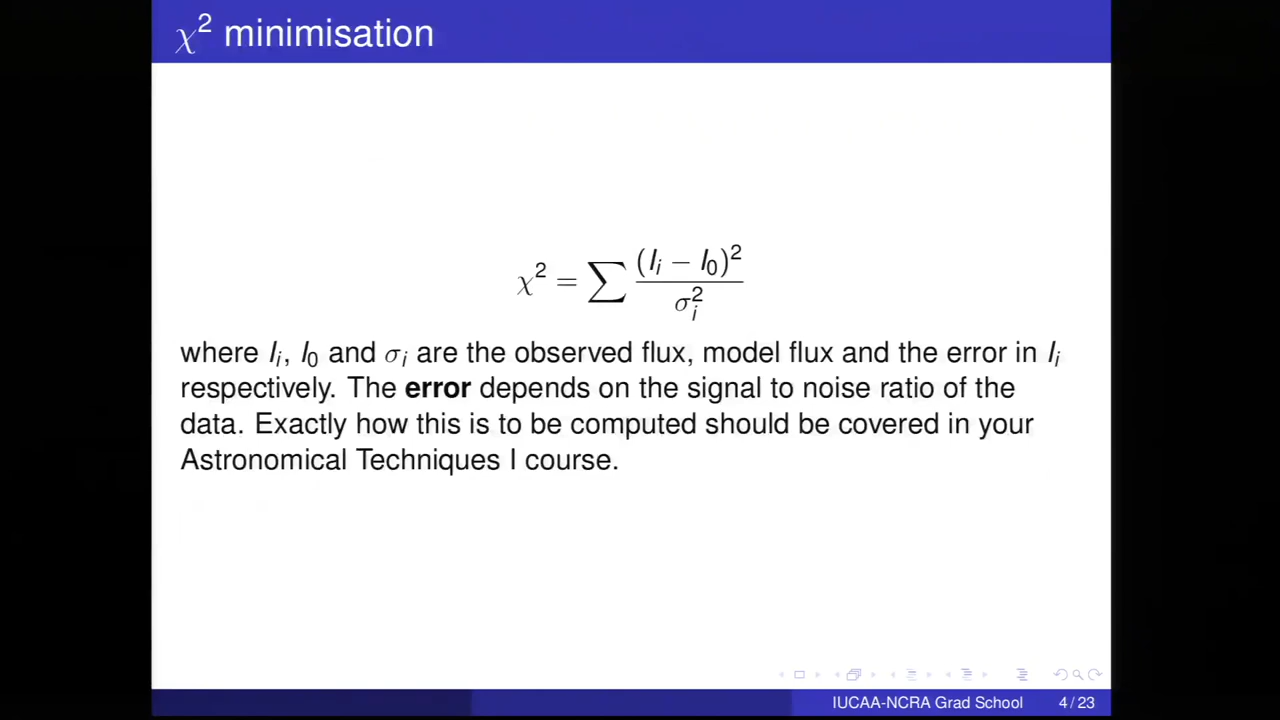 χ² minimisation
χ² = ∑ (I_i − I_0)² / σ_i²
where I_i, I_0 and σ_i are the observed flux, model flux and the error in I_i
respectively. The error depends on the signal to noise ratio of the
data. Exactly how this is to be computed should be covered in your
Astronomical Techniques I course.
IUCAA-NCRA Grad School 4 / 23